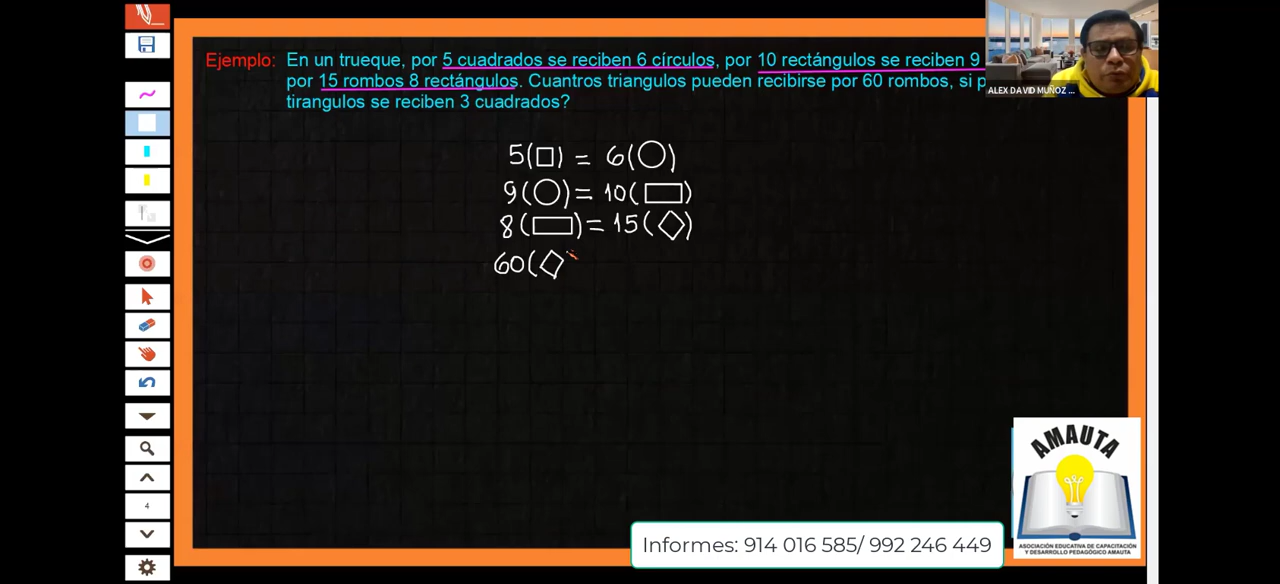 Ejemplo: En un trueque, por 5 cuadrados se reciben 6 círculos, por 10 rectángulos se reciben 9
por 15 rombos 8 rectángulos. Cuantros triangulos pueden recibirse por 60 rombos, si p
tirangulos se reciben 3 cuadrados?
ALEX DAVID MUÑOZ ...
5(□) = 6(○)
9(○) = 10(▭)
8(▭) = 15(◇)
60(◇
4
AMAUTA
ASOCIACIÓN EDUCATIVA DE CAPACITACIÓN
Y DESARROLLO PEDAGÓGICO AMAUTA
Informes: 914 016 585/ 992 246 449